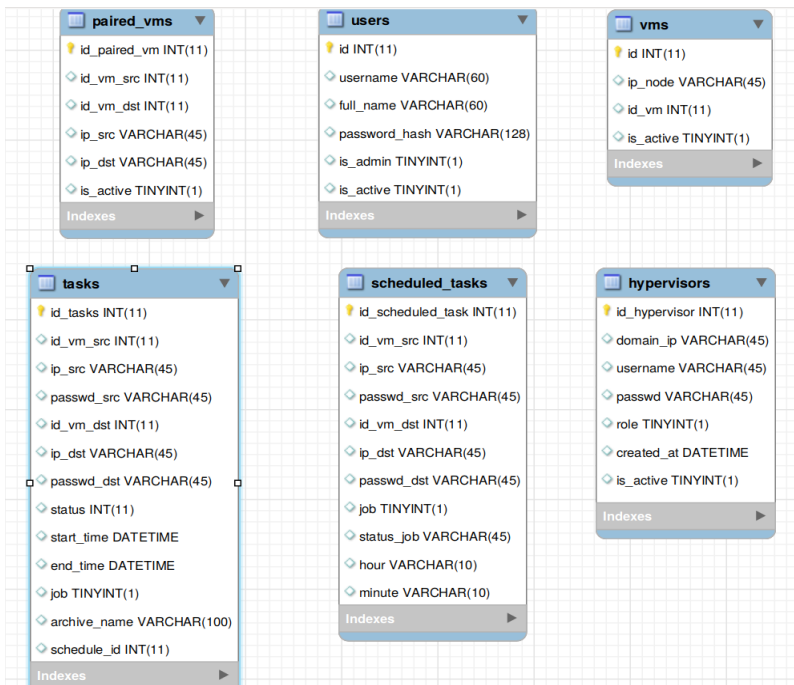 paired_vms
id_paired_vm INT(11)
id_vm_src INT(11)
id_vm_dst INT(11)
ip_src VARCHAR(45)
ip_dst VARCHAR(45)
is_active TINYINT(1)
Indexes
users
id INT(11)
username VARCHAR(60)
full_name VARCHAR(60)
password_hash VARCHAR(128)
is_admin TINYINT(1)
is_active TINYINT(1)
Indexes
vms
id INT(11)
ip_node VARCHAR(45)
id_vm INT(11)
is_active TINYINT(1)
Indexes
tasks
id_tasks INT(11)
id_vm_src INT(11)
ip_src VARCHAR(45)
passwd_src VARCHAR(45)
id_vm_dst INT(11)
ip_dst VARCHAR(45)
passwd_dst VARCHAR(45)
status INT(11)
start_time DATETIME
end_time DATETIME
job TINYINT(1)
archive_name VARCHAR(100)
schedule_id INT(11)
Indexes
scheduled_tasks
id_scheduled_task INT(11)
id_vm_src INT(11)
ip_src VARCHAR(45)
passwd_src VARCHAR(45)
id_vm_dst INT(11)
ip_dst VARCHAR(45)
passwd_dst VARCHAR(45)
job TINYINT(1)
status_job VARCHAR(45)
hour VARCHAR(10)
minute VARCHAR(10)
Indexes
hypervisors
id_hypervisor INT(11)
domain_ip VARCHAR(45)
username VARCHAR(45)
passwd VARCHAR(45)
role TINYINT(1)
created_at DATETIME
is_active TINYINT(1)
Indexes